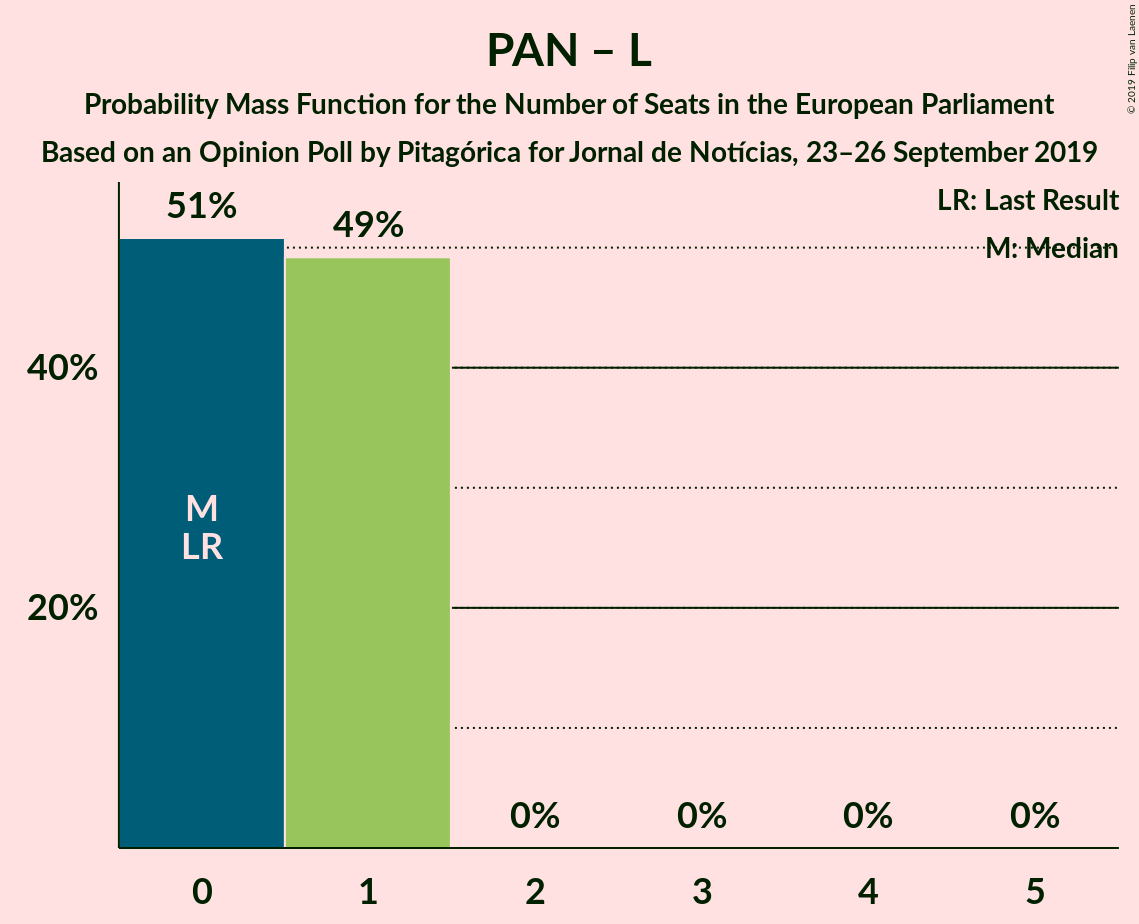 PAN – L
Probability Mass Function for the Number of Seats in the European Parliament
Based on an Opinion Poll by Pitagórica for Jornal de Notícias, 23–26 September 2019
© 2019 Filip van Laenen
LR: Last Result
M: Median
51%
49%
40%
20%
M
LR
0%
0%
0%
0%
0
1
2
3
4
5